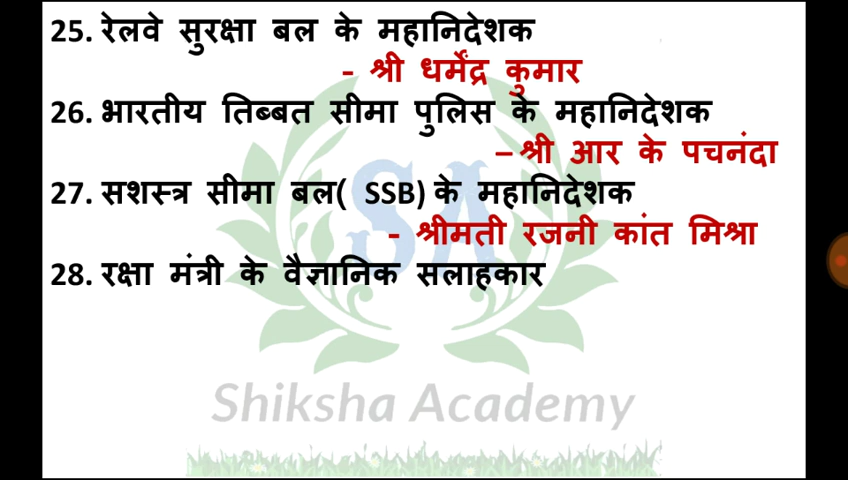 25. रेलवे सुरक्षा बल के महानिदेशक
- श्री धर्मेंद्र कुमार
26. भारतीय तिब्बत सीमा पुलिस के महानिदेशक
– श्री आर के पचनंदा
27. सशस्त्र सीमा बल( SSB) के महानिदेशक
- श्रीमती रजनी कांत मिश्रा
28. रक्षा मंत्री के वैज्ञानिक सलाहकार
SA
Shiksha Academy